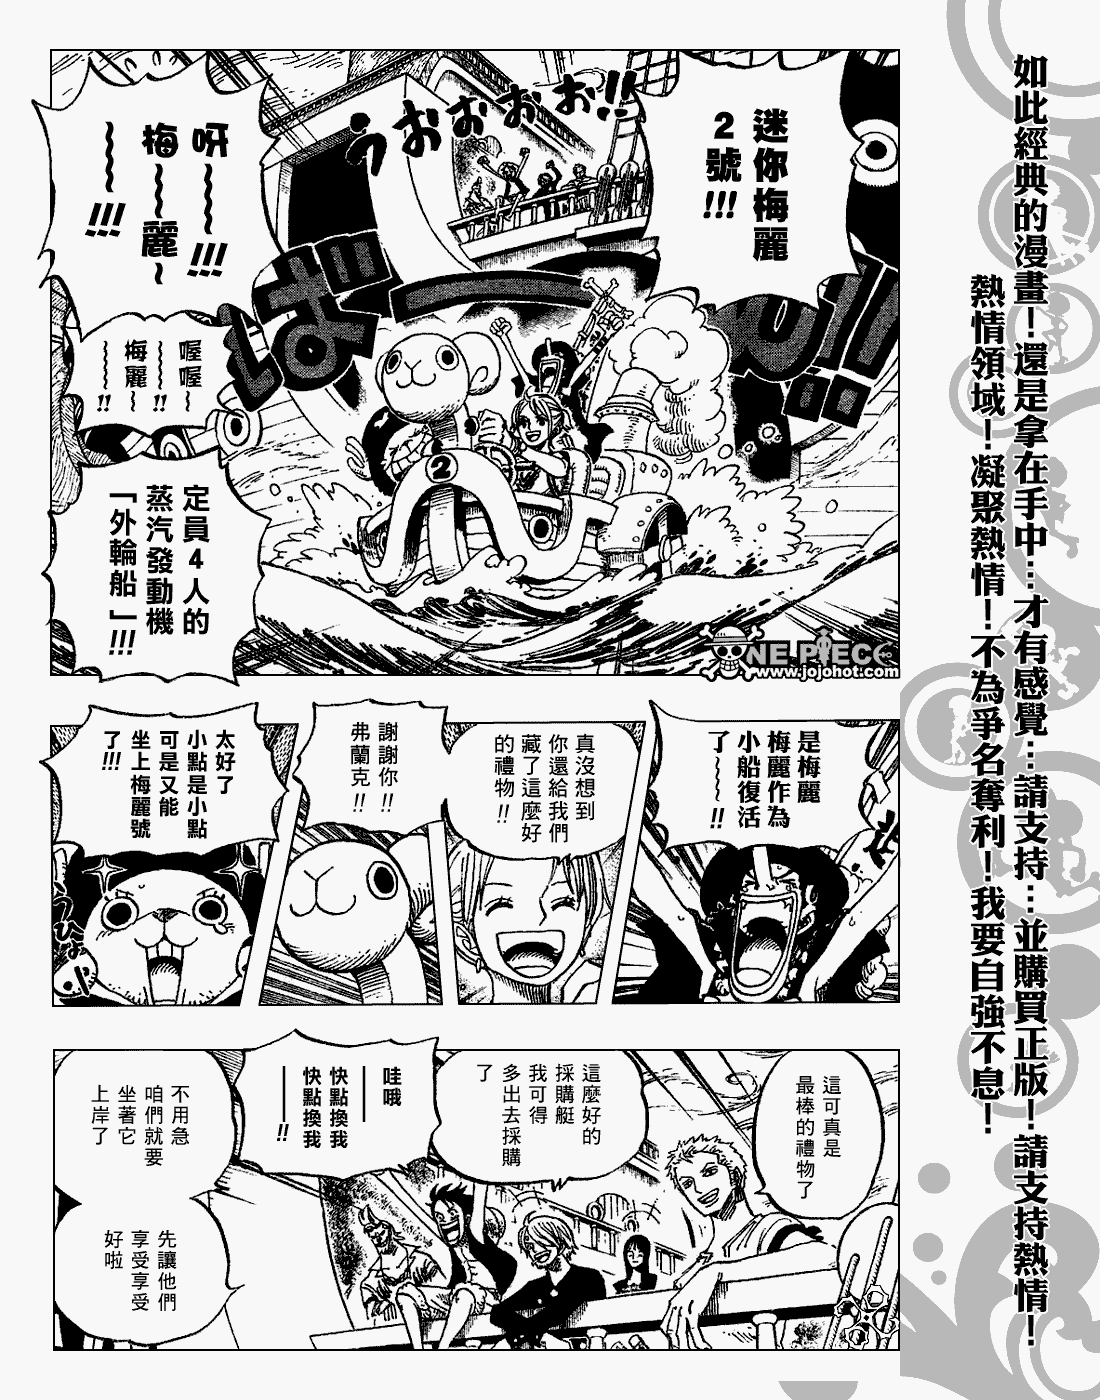 迷你梅麗
2號!!!
うおおおお!!
呀～～!!!
梅～～麗～
～～～!!!
喔喔～
～～～!!
梅麗～
～～～!!
定員4人的
蒸汽發動機
「外輪船」!!!
2
ONE PIECE
www.jojohot.com
是梅麗
梅麗作為
小船復活
了～～～!!
真沒想到
你還給我們
藏了這麼好
的禮物!!
謝謝你!!
弗蘭克!!
太好了
小點是小點
可是又能
坐上梅麗號
了!!!
うひょー
這可真是
最棒的禮物了
這麼好的
採購艇
我可得
多出去採購
了
哇哦
快點換我
快點換我
!!
不用急
咱們就要
坐著它
上岸了
先讓他們
享受享受
好啦
如此經典的漫畫！還是拿在手中…才有感覺…請支持…並購買正版！請支持熱情！
熱情領域！凝聚熱情！不為爭名奪利！我要自強不息！